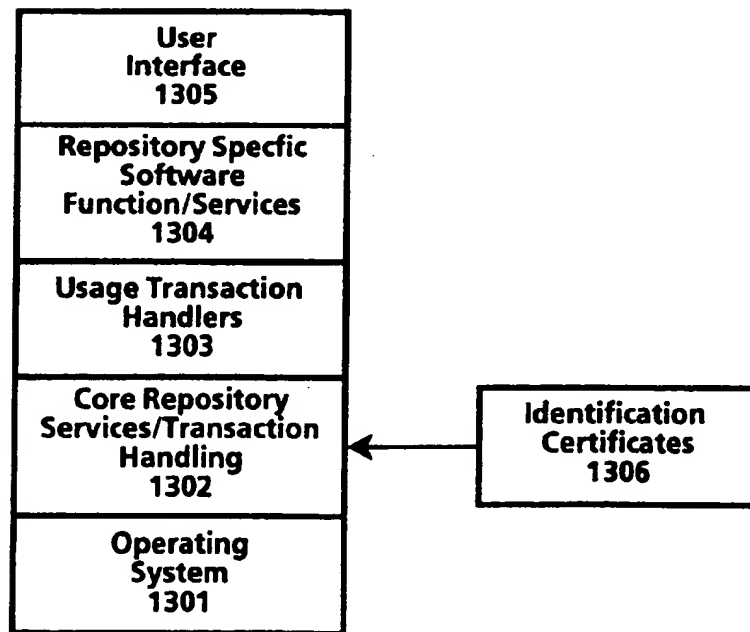 User
Interface
1305
Repository Specfic
Software
Function/Services
1304
Usage Transaction
Handlers
1303
Core Repository
Services/Transaction
Handling
1302
Operating
System
1301
Identification
Certificates
1306